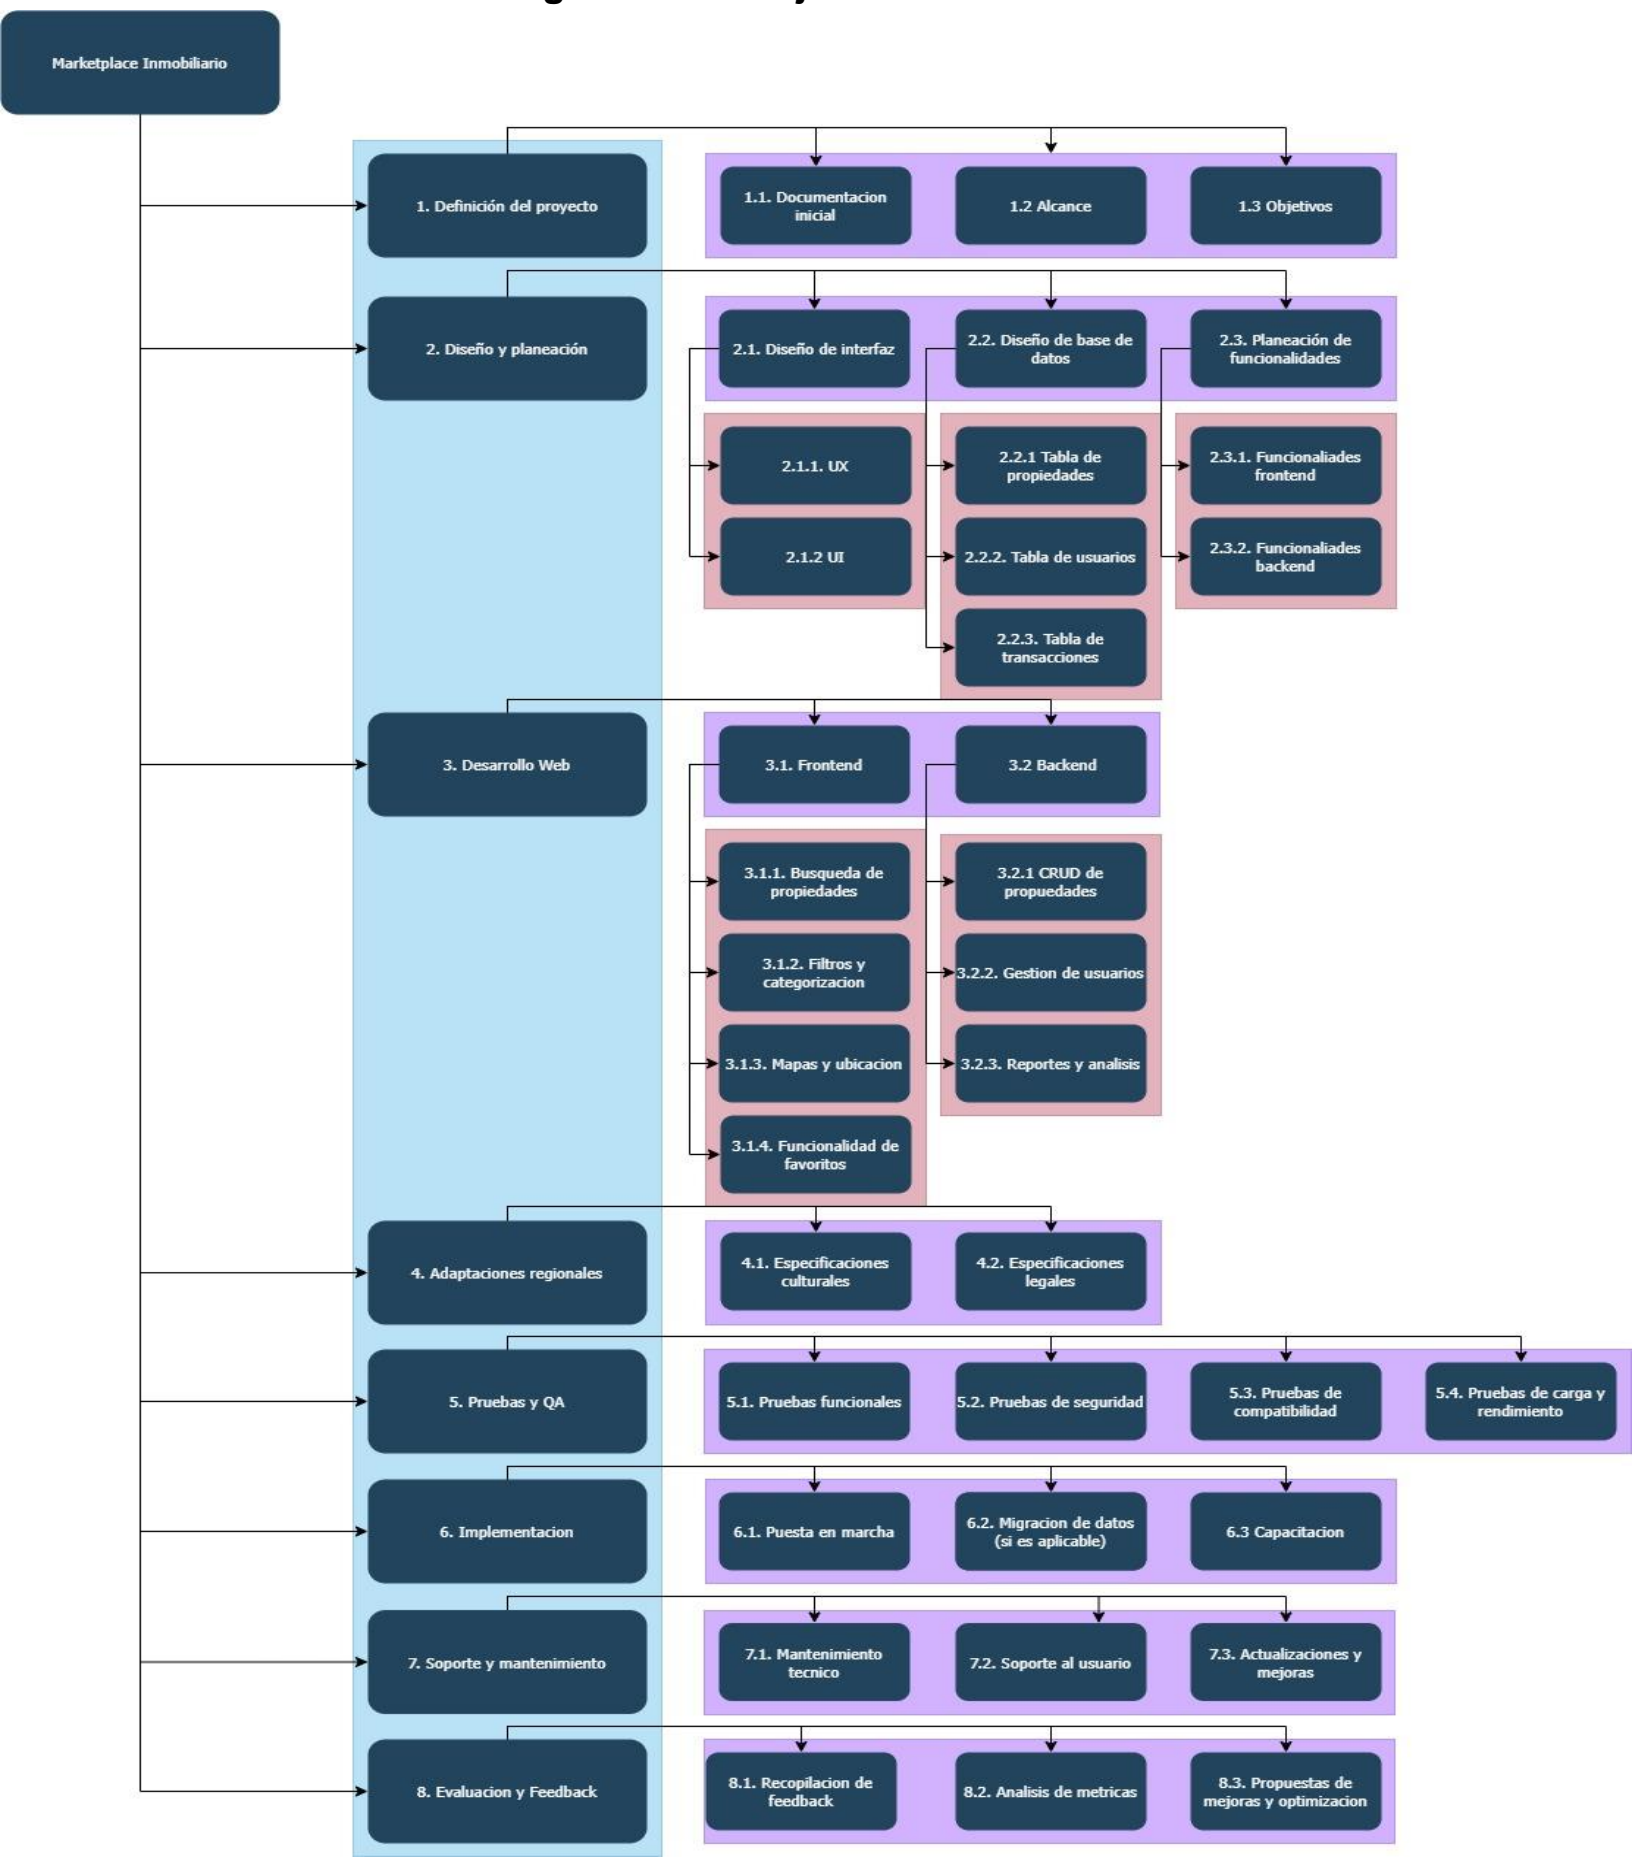 Marketplace Inmobiliario
1. Definición del proyecto
1.1. Documentacion
inicial
1.2 Alcance
1.3 Objetivos
2. Diseño y planeación
2.1. Diseño de interfaz
2.2. Diseño de base de
datos
2.3. Planeación de
funcionalidades
2.1.1. UX
2.2.1 Tabla de
propiedades
2.3.1. Funcionaliades
frontend
2.1.2 UI
2.2.2. Tabla de usuarios
2.3.2. Funcionaliades
backend
2.2.3. Tabla de
transacciones
3. Desarrollo Web
3.1. Frontend
3.2 Backend
3.1.1. Busqueda de
propiedades
3.2.1 CRUD de
propuedades
3.1.2. Filtros y
categorizacion
3.2.2. Gestion de usuarios
3.1.3. Mapas y ubicacion
3.2.3. Reportes y analisis
3.1.4. Funcionalidad de
favoritos
4. Adaptaciones regionales
4.1. Especificaciones
culturales
4.2. Especificaciones
legales
5. Pruebas y QA
5.1. Pruebas funcionales
5.2. Pruebas de seguridad
5.3. Pruebas de
compatibilidad
5.4. Pruebas de carga y
rendimiento
6. Implementacion
6.1. Puesta en marcha
6.2. Migracion de datos
(si es aplicable)
6.3 Capacitacion
7. Soporte y mantenimiento
7.1. Mantenimiento
tecnico
7.2. Soporte al usuario
7.3. Actualizaciones y
mejoras
8. Evaluacion y Feedback
8.1. Recopilacion de
feedback
8.2. Analisis de metricas
8.3. Propuestas de
mejoras y optimizacion